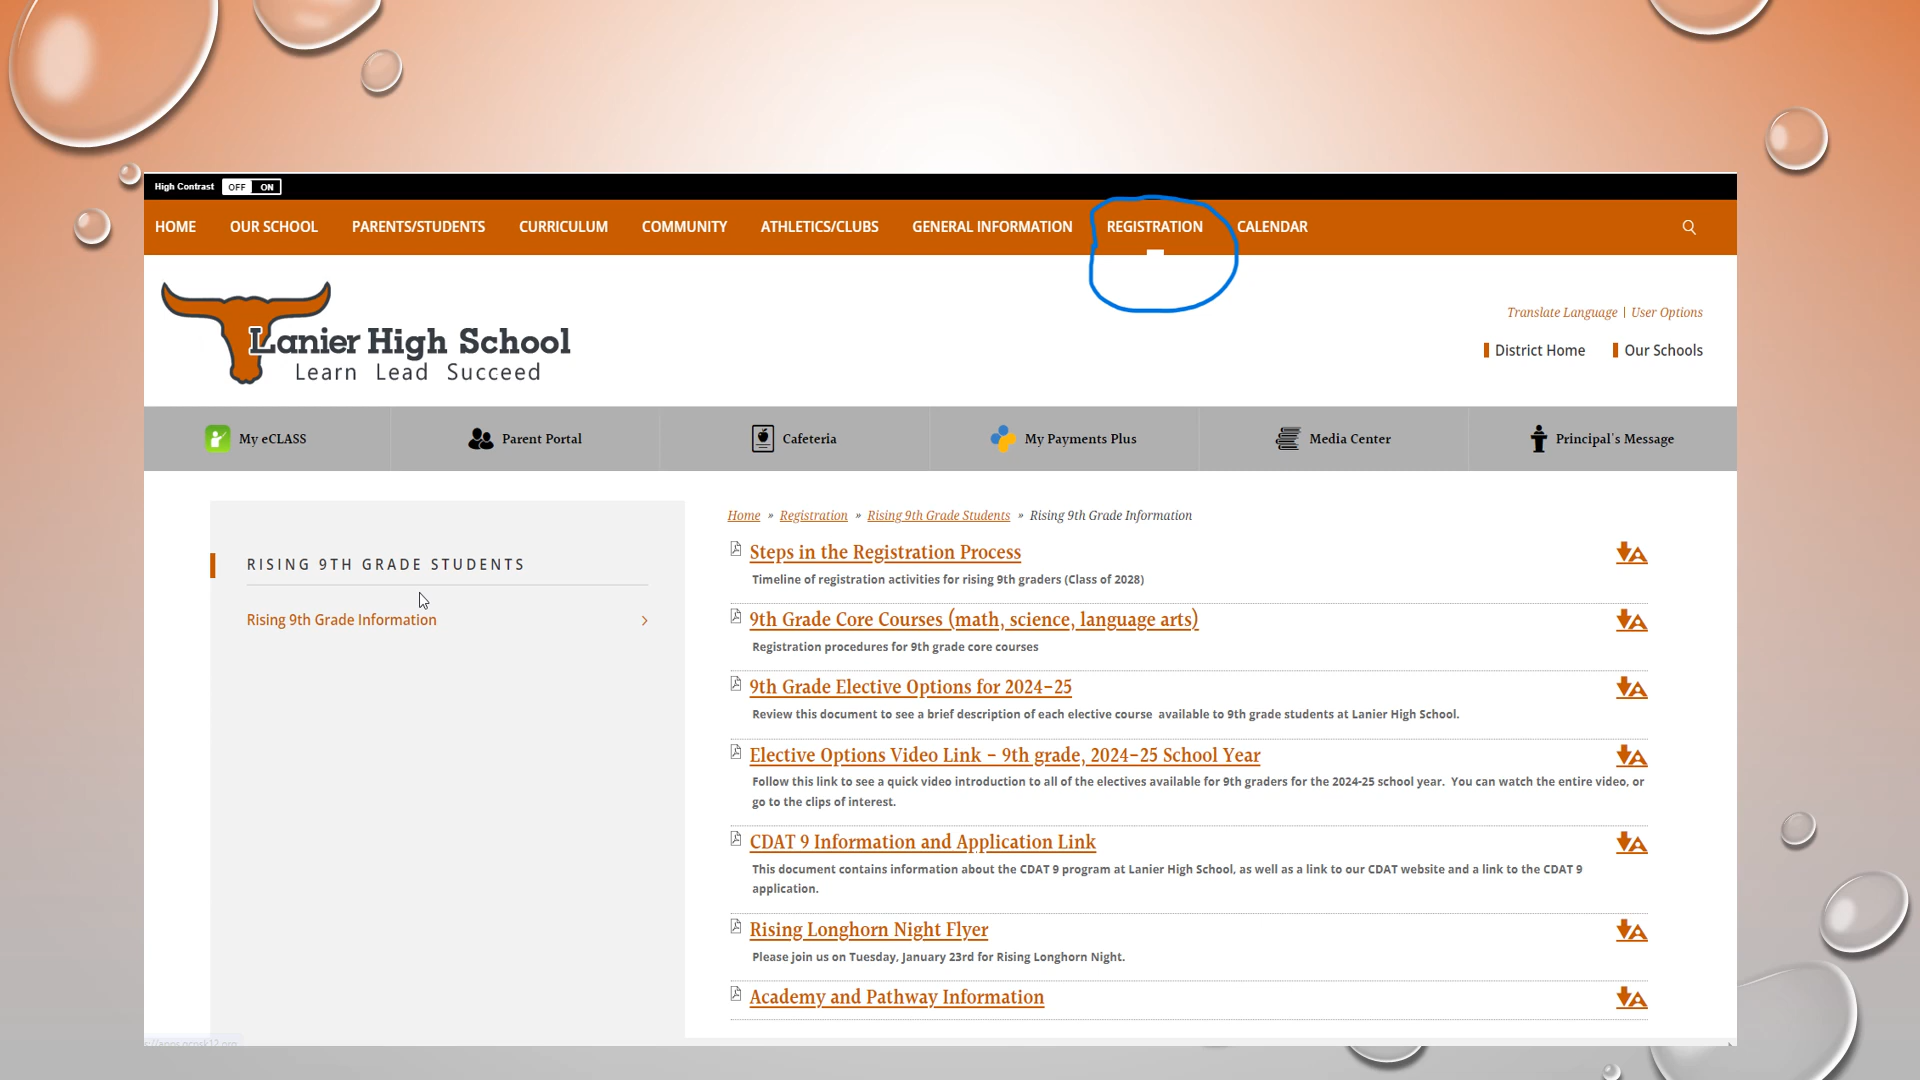 High Contrast OFF ON
HOME OUR SCHOOL PARENTS/STUDENTS CURRICULUM COMMUNITY ATHLETICS/CLUBS GENERAL INFORMATION REGISTRATION CALENDAR
Lanier High School
Learn Lead Succeed
Translate Language | User Options
District Home Our Schools
My eCLASS Parent Portal Cafeteria My Payments Plus Media Center Principal's Message
RISING 9TH GRADE STUDENTS
Rising 9th Grade Information
Home » Registration » Rising 9th Grade Students » Rising 9th Grade Information
Steps in the Registration Process
Timeline of registration activities for rising 9th graders (Class of 2028)
9th Grade Core Courses (math, science, language arts)
Registration procedures for 9th grade core courses
9th Grade Elective Options for 2024-25
Review this document to see a brief description of each elective course available to 9th grade students at Lanier High School.
Elective Options Video Link - 9th grade, 2024-25 School Year
Follow this link to see a quick video introduction to all of the electives available for 9th graders for the 2024-25 school year. You can watch the entire video, or
go to the clips of interest.
CDAT 9 Information and Application Link
This document contains information about the CDAT 9 program at Lanier High School, as well as a link to our CDAT website and a link to the CDAT 9
application.
Rising Longhorn Night Flyer
Please join us on Tuesday, January 23rd for Rising Longhorn Night.
Academy and Pathway Information